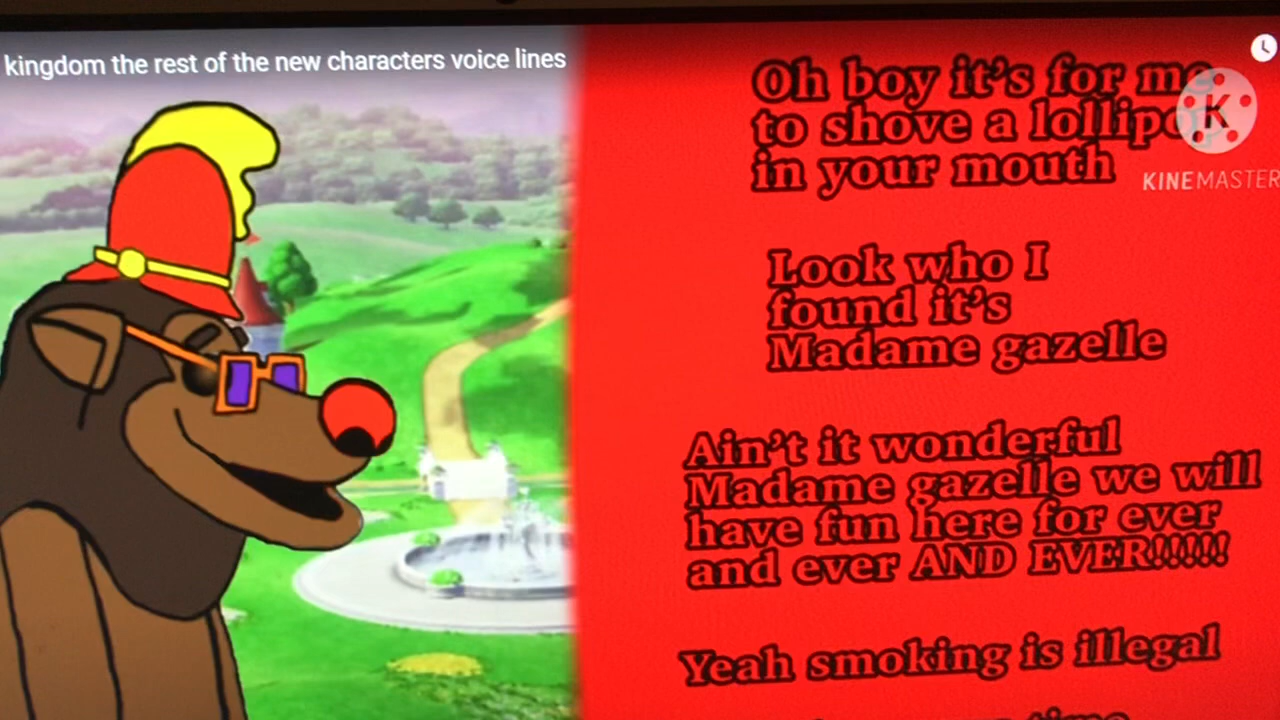 kingdom the rest of the new characters voice lines
Oh boy it's for me
to shove a lollipop
in your mouth
KINEMASTER
Look who I
found it's
Madame gazelle
Ain't it wonderful
Madame gazelle we will
have fun here for ever
and ever AND EVER!!!!!!
Yeah smoking is illegal
time